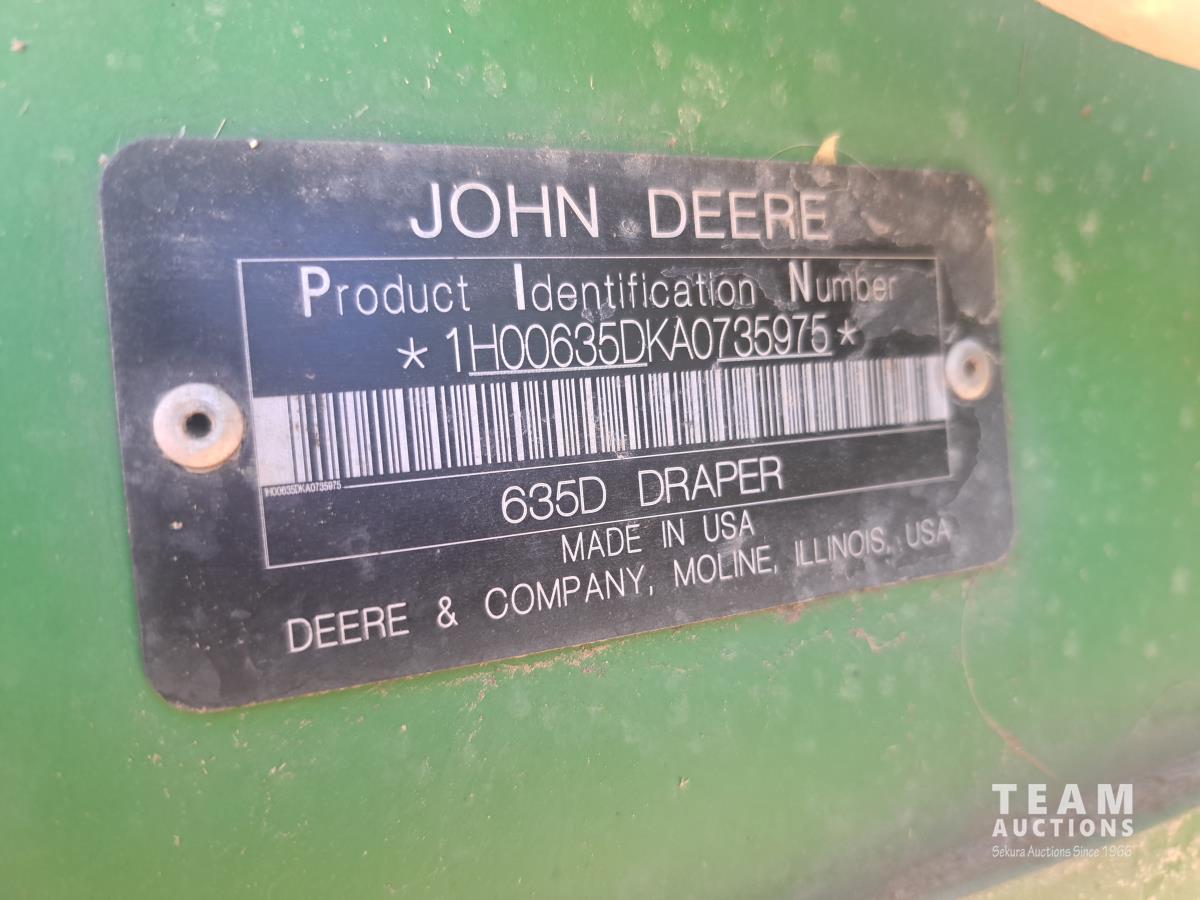 JOHN DEERE
Product Identification Number
*1H00635DKA0735975*
1H00635DKA0735975
635D DRAPER
MADE IN USA
DEERE & COMPANY, MOLINE, ILLINOIS, USA
TEAM
AUCTIONS
Sekura Auctions Since 1966